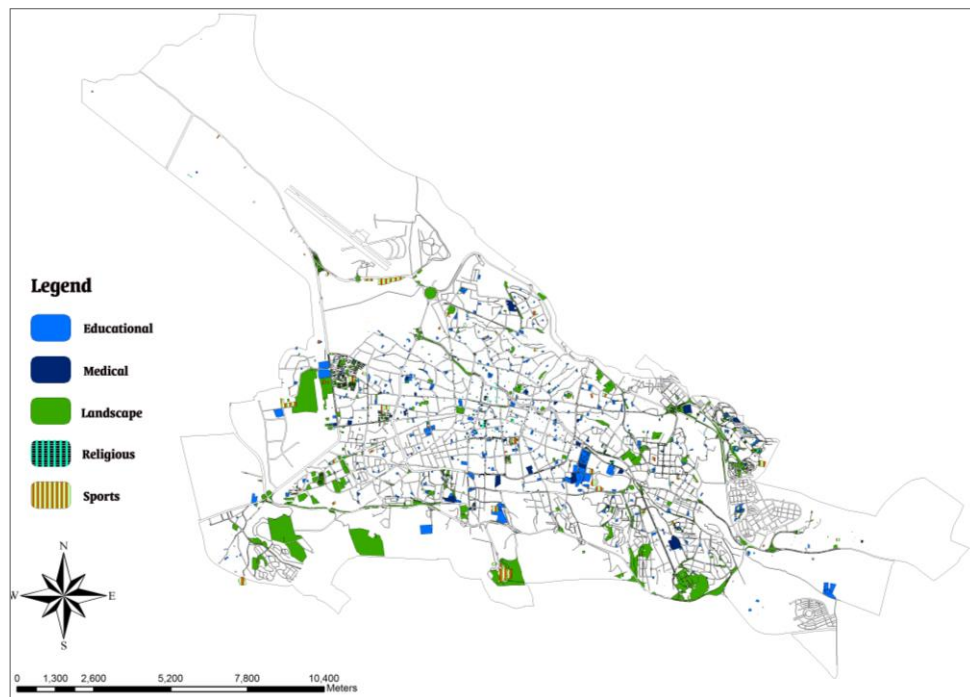 Legend
Educational
Medical
Landscape
Religious
Sports
N
W
E
S
0 1,300 2,600 5,200 7,800 10,400
Meters